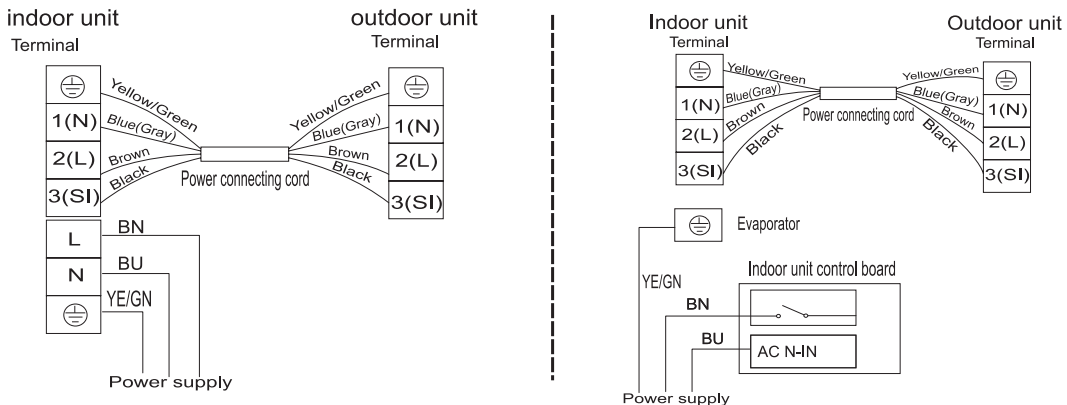 indoor unit
Terminal
outdoor unit
Terminal
Yellow/Green
Yellow/Green
1(N)
Blue(Gray)
Blue(Gray)
1(N)
2(L)
Brown
Brown
2(L)
3(SI)
Black
Black
3(SI)
Power connecting cord
L
BN
N
BU
YE/GN
Power supply
Indoor unit
Terminal
Outdoor unit
Terminal
Yellow/Green
Yellow/Green
1(N)
Blue(Gray)
Blue(Gray)
1(N)
2(L)
Brown
Brown
2(L)
3(SI)
Black
Black
3(SI)
Power connecting cord
Evaporator
YE/GN
Indoor unit control board
BN
BU
AC N-IN
Power supply